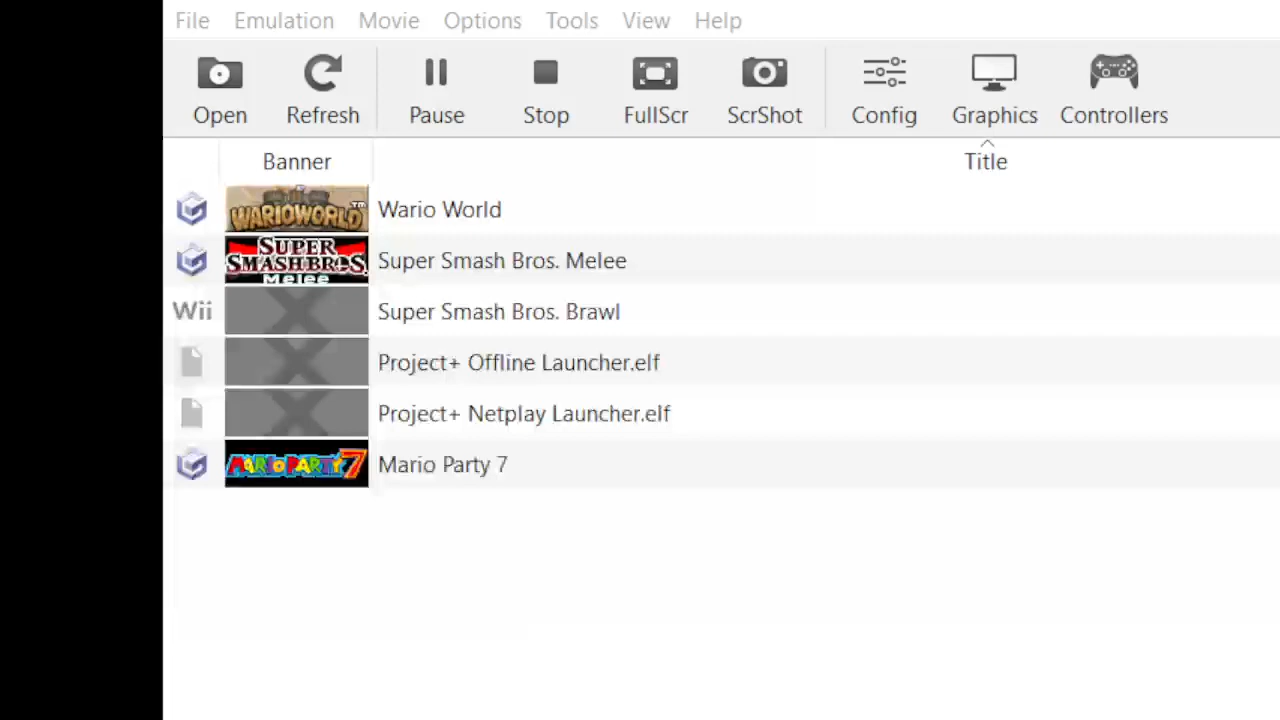 File Emulation Movie Options Tools View Help
Open Refresh Pause Stop FullScr ScrShot Config Graphics Controllers
Banner Title
WARIOWORLD™ Wario World
SUPER SMASH BROS. Melee Super Smash Bros. Melee
Wii Super Smash Bros. Brawl
Project+ Offline Launcher.elf
Project+ Netplay Launcher.elf
MARIO PARTY 7 Mario Party 7